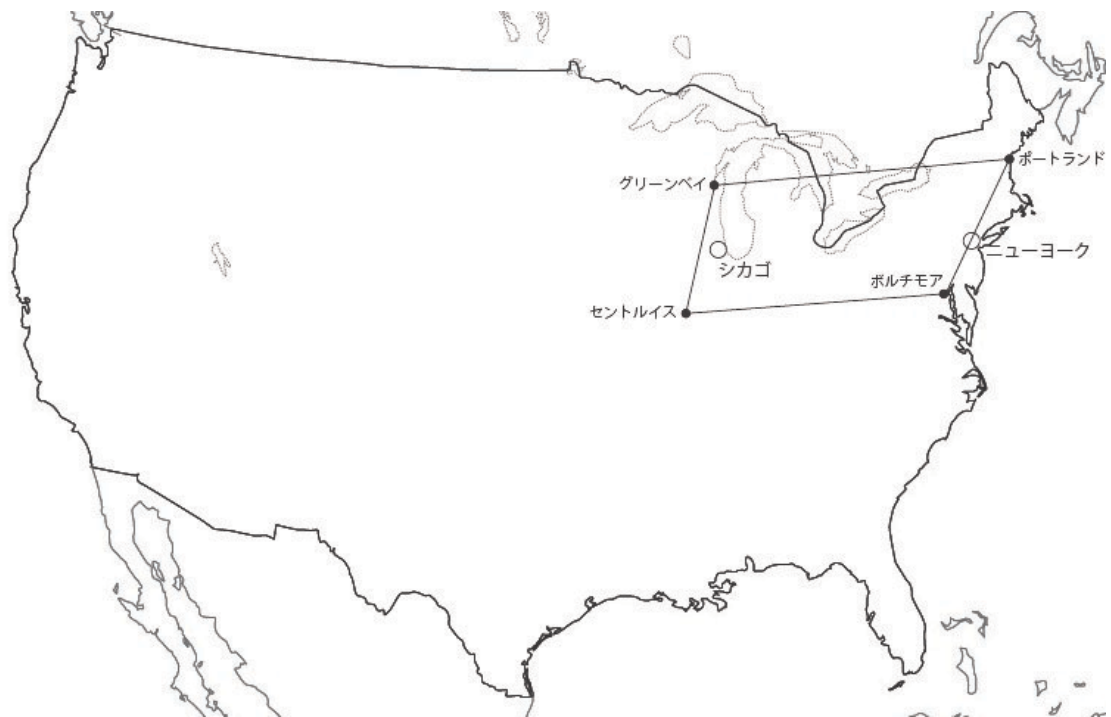 ポートランド
グリーンベイ
ニューヨーク
シカゴ
ボルチモア
セントルイス